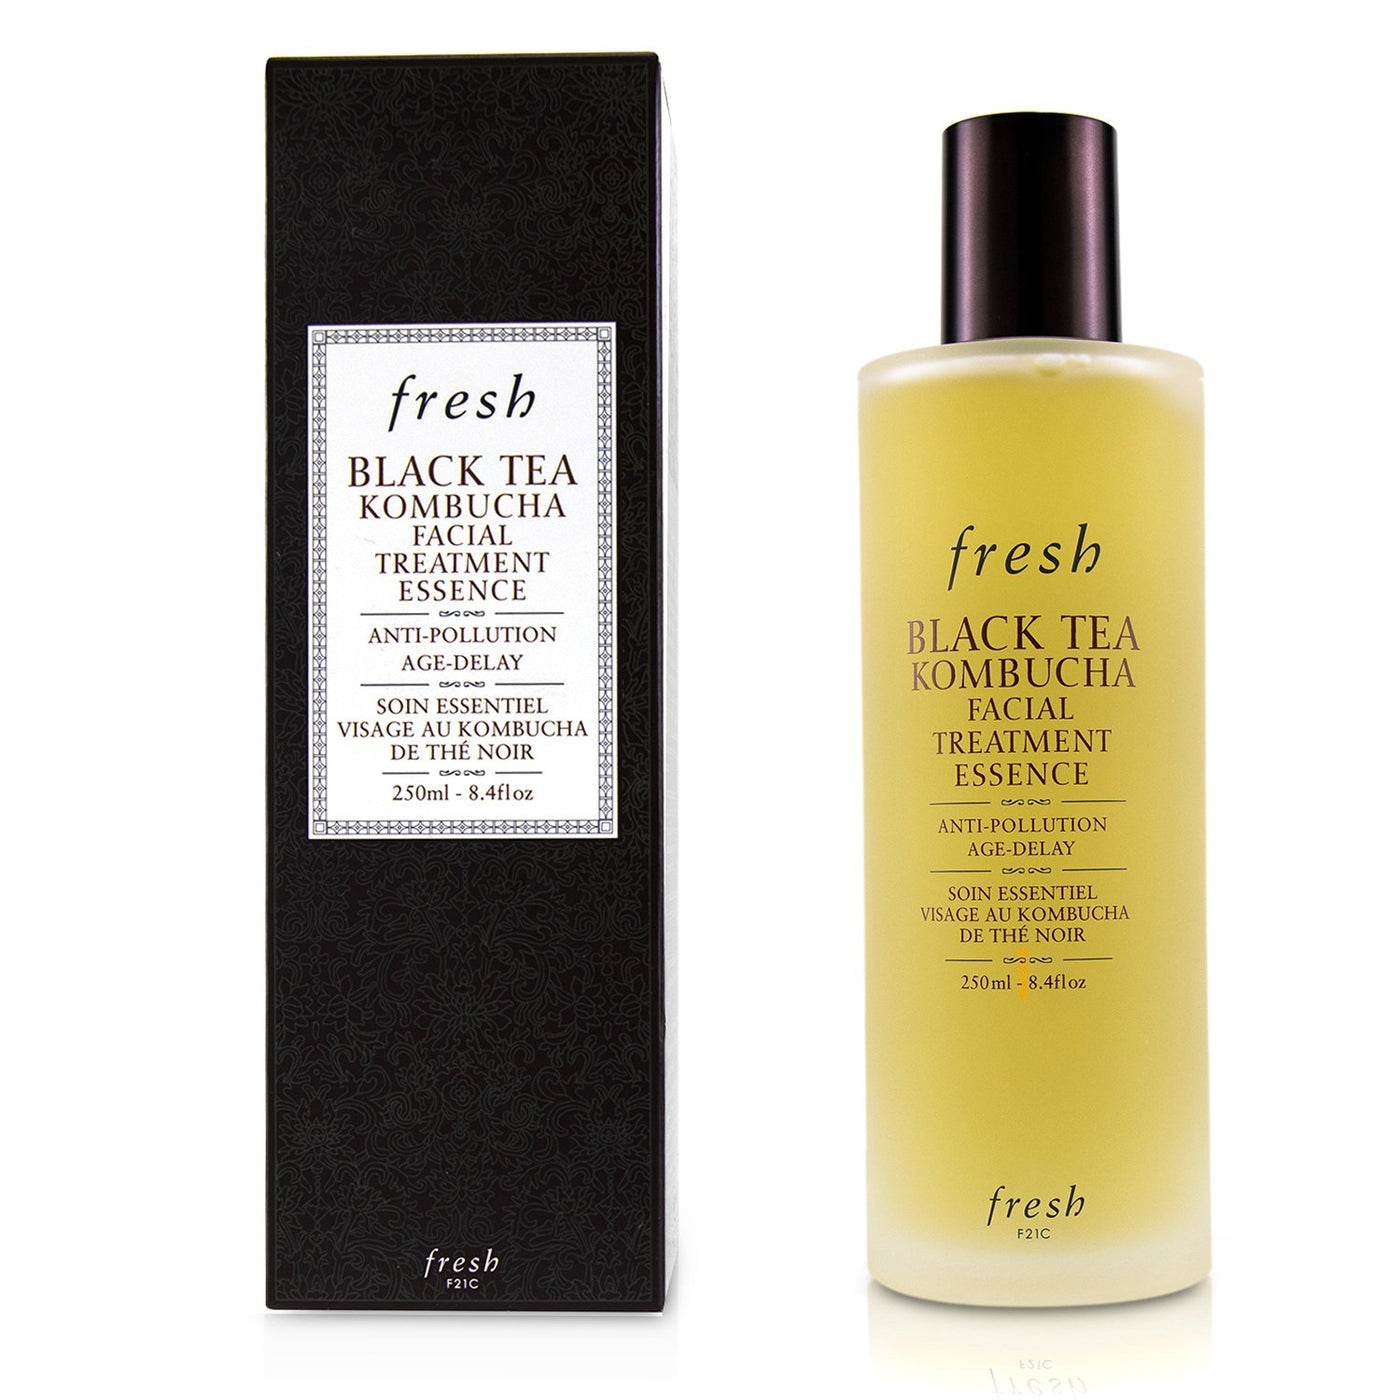 fresh
BLACK TEA
KOMBUCHA
FACIAL
TREATMENT
ESSENCE
ANTI-POLLUTION
AGE-DELAY
SOIN ESSENTIEL
VISAGE AU KOMBUCHA
DE THÉ NOIR
250ml - 8.4fl oz
fresh
F21C
fresh
BLACK TEA
KOMBUCHA
FACIAL
TREATMENT
ESSENCE
ANTI-POLLUTION
AGE-DELAY
SOIN ESSENTIEL
VISAGE AU KOMBUCHA
DE THÉ NOIR
250ml - 8.4fl oz
fresh
F21C